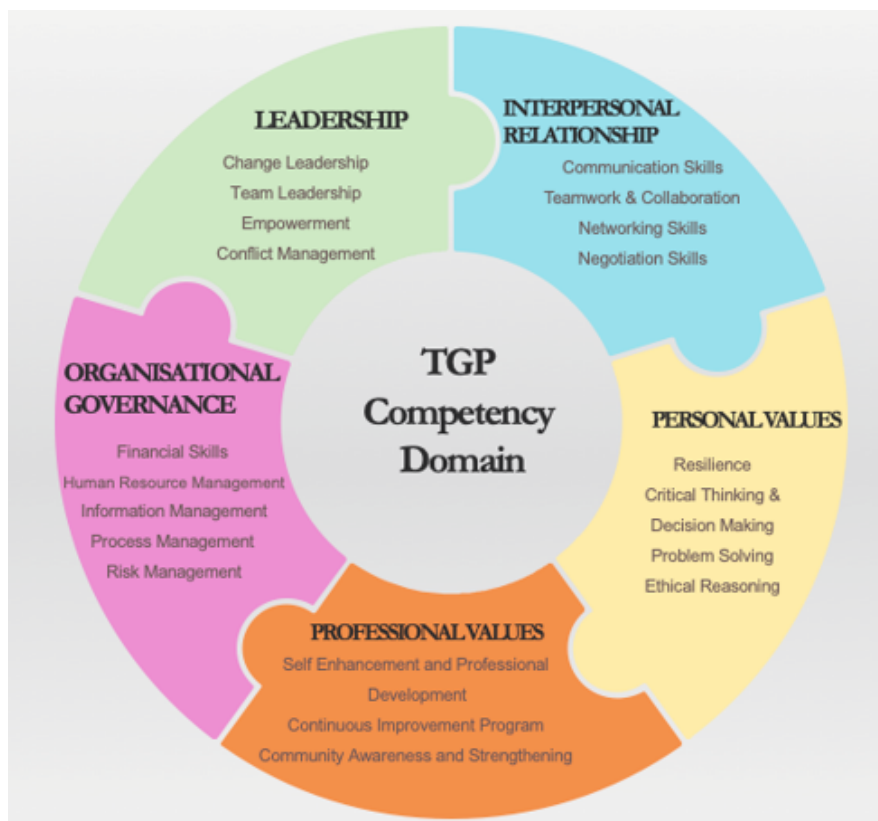 LEADERSHIP
Change Leadership
Team Leadership
Empowerment
Conflict Management
INTERPERSONAL
RELATIONSHIP
Communication Skills
Teamwork & Collaboration
Networking Skills
Negotiation Skills
TGP
Competency
Domain
ORGANISATIONAL
GOVERNANCE
Financial Skills
Human Resource Management
Information Management
Process Management
Risk Management
PERSONAL VALUES
Resilience
Critical Thinking &
Decision Making
Problem Solving
Ethical Reasoning
PROFESSIONAL VALUES
Self Enhancement and Professional
Development
Continuous Improvement Program
Community Awareness and Strengthening